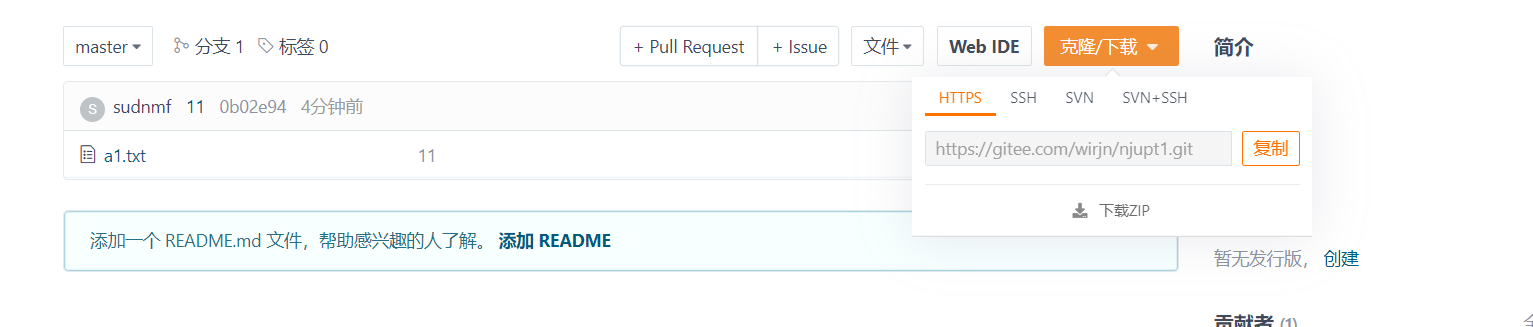 master 分支 1 标签 0 + Pull Request + Issue 文件 Web IDE 克隆/下载 简介
S sudnmf 11 0b02e94 4分钟前
HTTPS SSH SVN SVN+SSH
a1.txt 11
https://gitee.com/wirjn/njupt1.git 复制
下载ZIP
添加一个 README.md 文件，帮助感兴趣的人了解。 添加 README
暂无发行版， 创建
贡献者 (1)